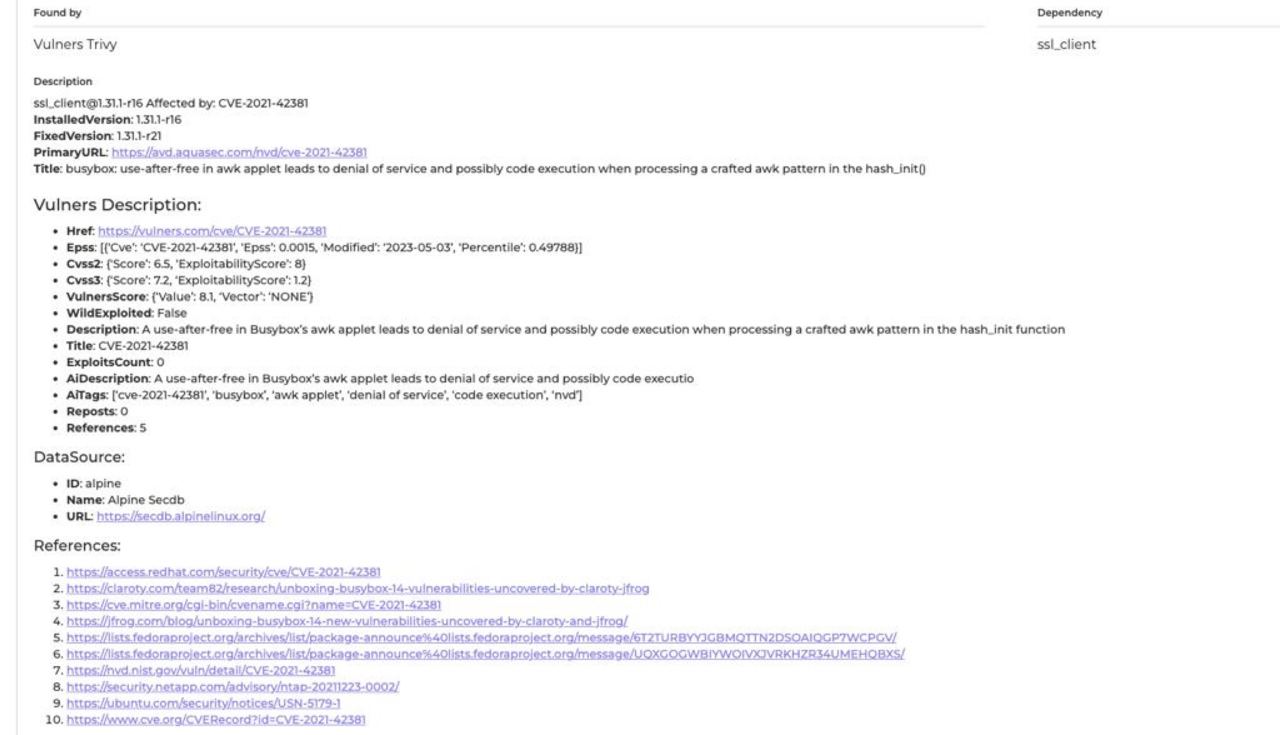 Found by
Dependency
Vulners Trivy
ssl_client
Description
ssl_client@1.31.1-r16 Affected by: CVE-2021-42381
InstalledVersion: 1.31.1-r16
FixedVersion: 1.31.1-r21
PrimaryURL: https://avd.aquasec.com/nvd/cve-2021-42381
Title: busybox: use-after-free in awk applet leads to denial of service and possibly code execution when processing a crafted awk pattern in the hash_init()
Vulners Description:
• Href: https://vulners.com/cve/CVE-2021-42381
• Epss: [{'Cve': 'CVE-2021-42381', 'Epss': 0.0015, 'Modified': '2023-05-03', 'Percentile': 0.49788}]
• Cvss2: {'Score': 6.5, 'ExploitabilityScore': 8}
• Cvss3: {'Score': 7.2, 'ExploitabilityScore': 1.2}
• VulnersScore: {'Value': 8.1, 'Vector': 'NONE'}
• WildExploited: False
• Description: A use-after-free in Busybox's awk applet leads to denial of service and possibly code execution when processing a crafted awk pattern in the hash_init function
• Title: CVE-2021-42381
• ExploitsCount: 0
• AiDescription: A use-after-free in Busybox's awk applet leads to denial of service and possibly code executio
• AiTags: ['cve-2021-42381', 'busybox', 'awk applet', 'denial of service', 'code execution', 'nvd']
• Reposts: 0
• References: 5
DataSource:
• ID: alpine
• Name: Alpine Secdb
• URL: https://secdb.alpinelinux.org/
References:
1. https://access.redhat.com/security/cve/CVE-2021-42381
2. https://claroty.com/team82/research/unboxing-busybox-14-vulnerabilities-uncovered-by-claroty-jfrog
3. https://cve.mitre.org/cgi-bin/cvename.cgi?name=CVE-2021-42381
4. https://jfrog.com/blog/unboxing-busybox-14-new-vulnerabilities-uncovered-by-claroty-and-jfrog/
5. https://lists.fedoraproject.org/archives/list/package-announce%40lists.fedoraproject.org/message/6T2TURBYYJGBMQTTN2DSOAIQGP7WCPGV/
6. https://lists.fedoraproject.org/archives/list/package-announce%40lists.fedoraproject.org/message/UQXGOGWBIYWOIVXJVRKHZR34UMEHQBXS/
7. https://nvd.nist.gov/vuln/detail/CVE-2021-42381
8. https://security.netapp.com/advisory/ntap-20211223-0002/
9. https://ubuntu.com/security/notices/USN-5179-1
10. https://www.cve.org/CVERecord?id=CVE-2021-42381